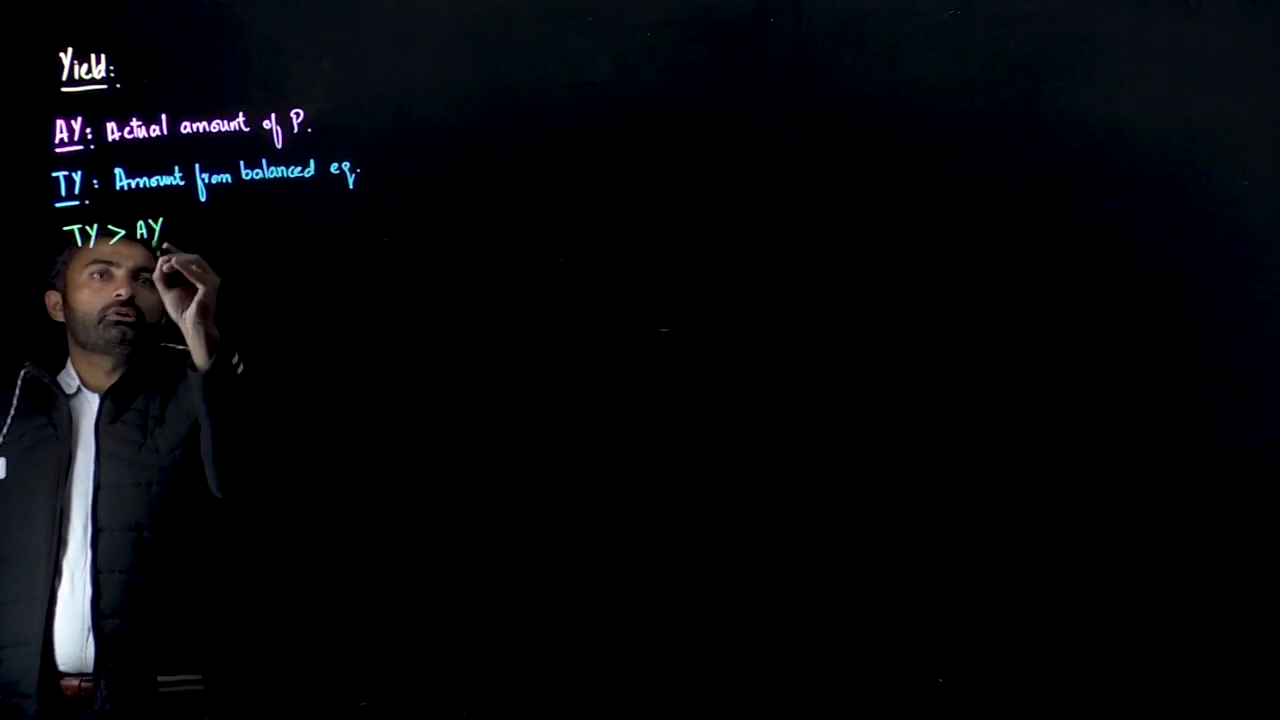 Yield:
AY: Actual amount of P.
TY: Amount from balanced eq.
TY > AY